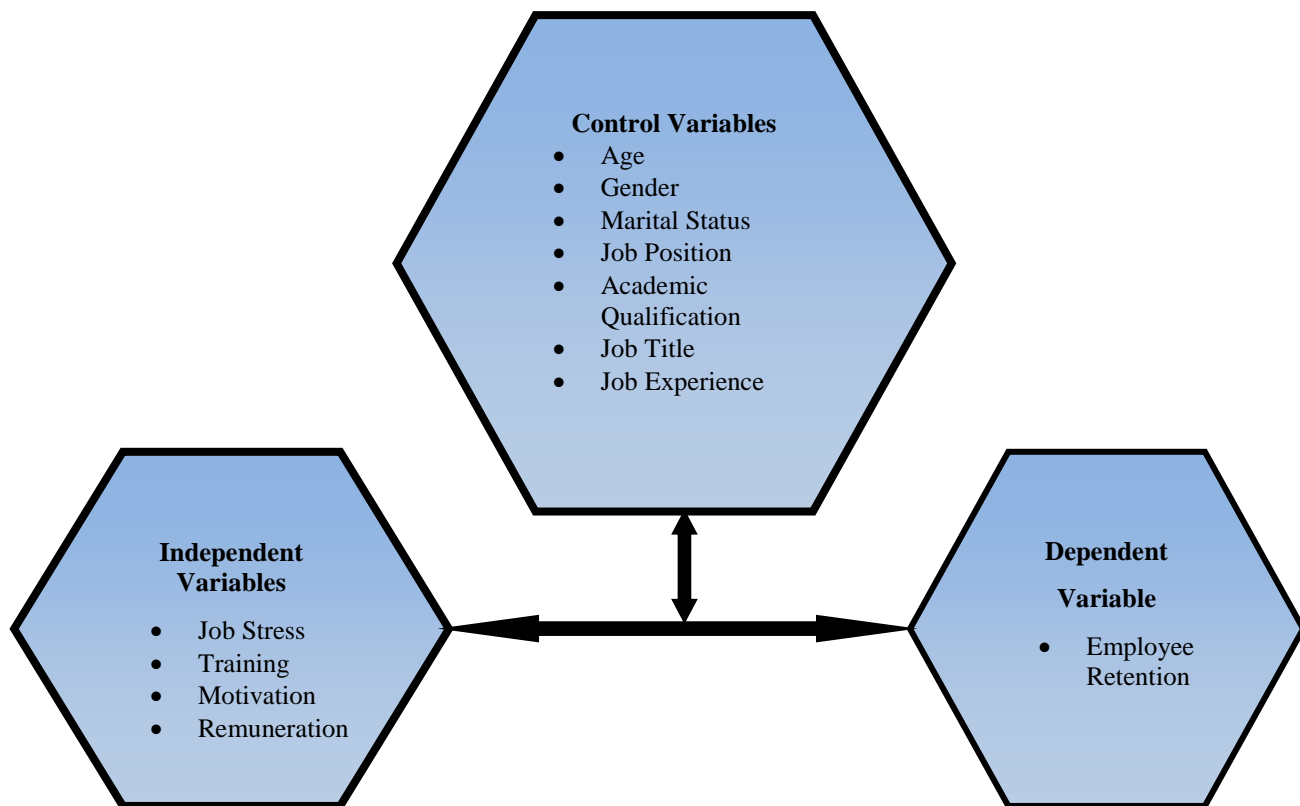 Control Variables
• Age
• Gender
• Marital Status
• Job Position
• Academic
Qualification
• Job Title
• Job Experience
Independent
Variables
• Job Stress
• Training
• Motivation
• Remuneration
Dependent
Variable
• Employee
Retention